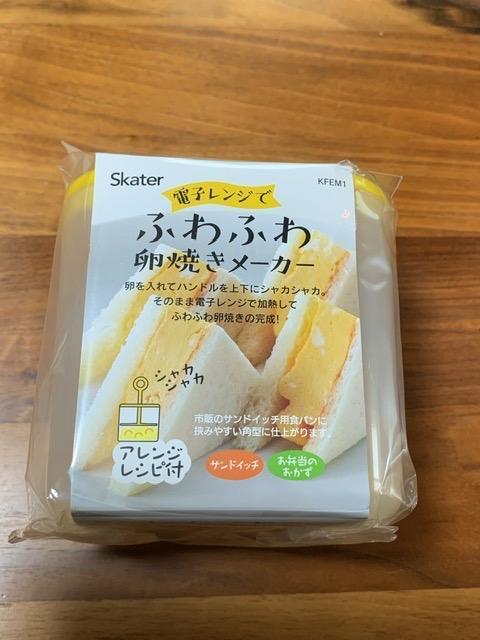 Skater
KFEM1
電子レンジで
ふわふわ
卵焼きメーカー
卵を入れてハンドルを上下にシャカシャカ。
そのまま電子レンジで加熱して
ふわふわ卵焼きの完成!
シャカ
シャカ
市販のサンドイッチ用食パンに
挟みやすい角型に仕上がります。
アレンジ
レシピ付
サンドイッチ
お弁当の
おかず